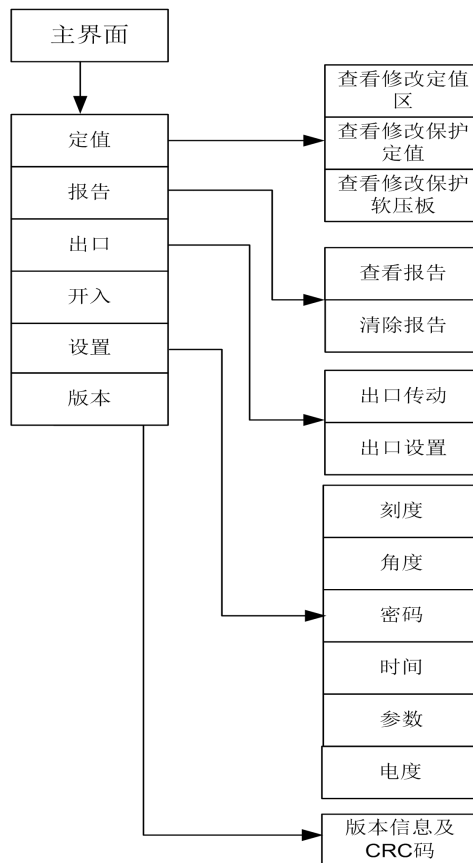 主界面
定值
报告
出口
开入
设置
版本
查看修改定值
区
查看修改保护
定值
查看修改保护
软压板
查看报告
清除报告
出口传动
出口设置
刻度
角度
密码
时间
参数
电度
版本信息及
CRC码